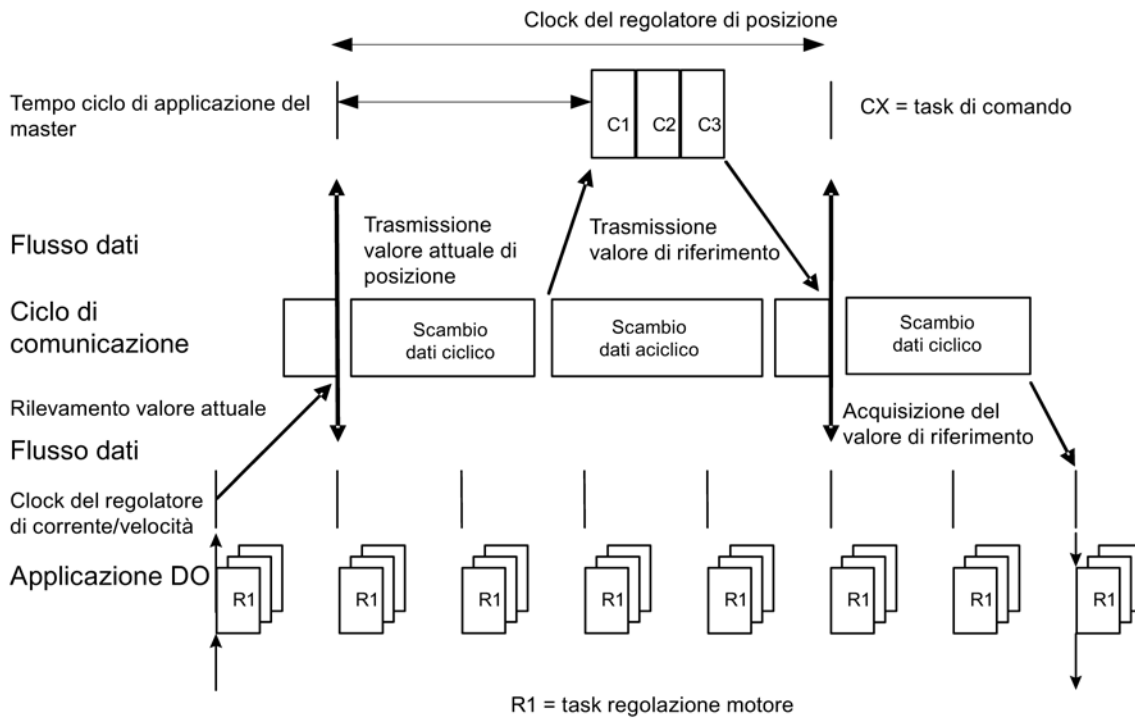 Clock del regolatore di posizione
Tempo ciclo di applicazione del
master
C1
C2
C3
CX = task di comando
Flusso dati
Trasmissione
valore attuale di
posizione
Trasmissione
valore di riferimento
Ciclo di
comunicazione
Scambio
dati ciclico
Scambio
dati aciclico
Scambio
dati ciclico
Rilevamento valore attuale
Acquisizione del
valore di riferimento
Flusso dati
Clock del regolatore
di corrente/velocità
Applicazione DO
R1
R1
R1
R1
R1
R1
R1
R1
R1 = task regolazione motore